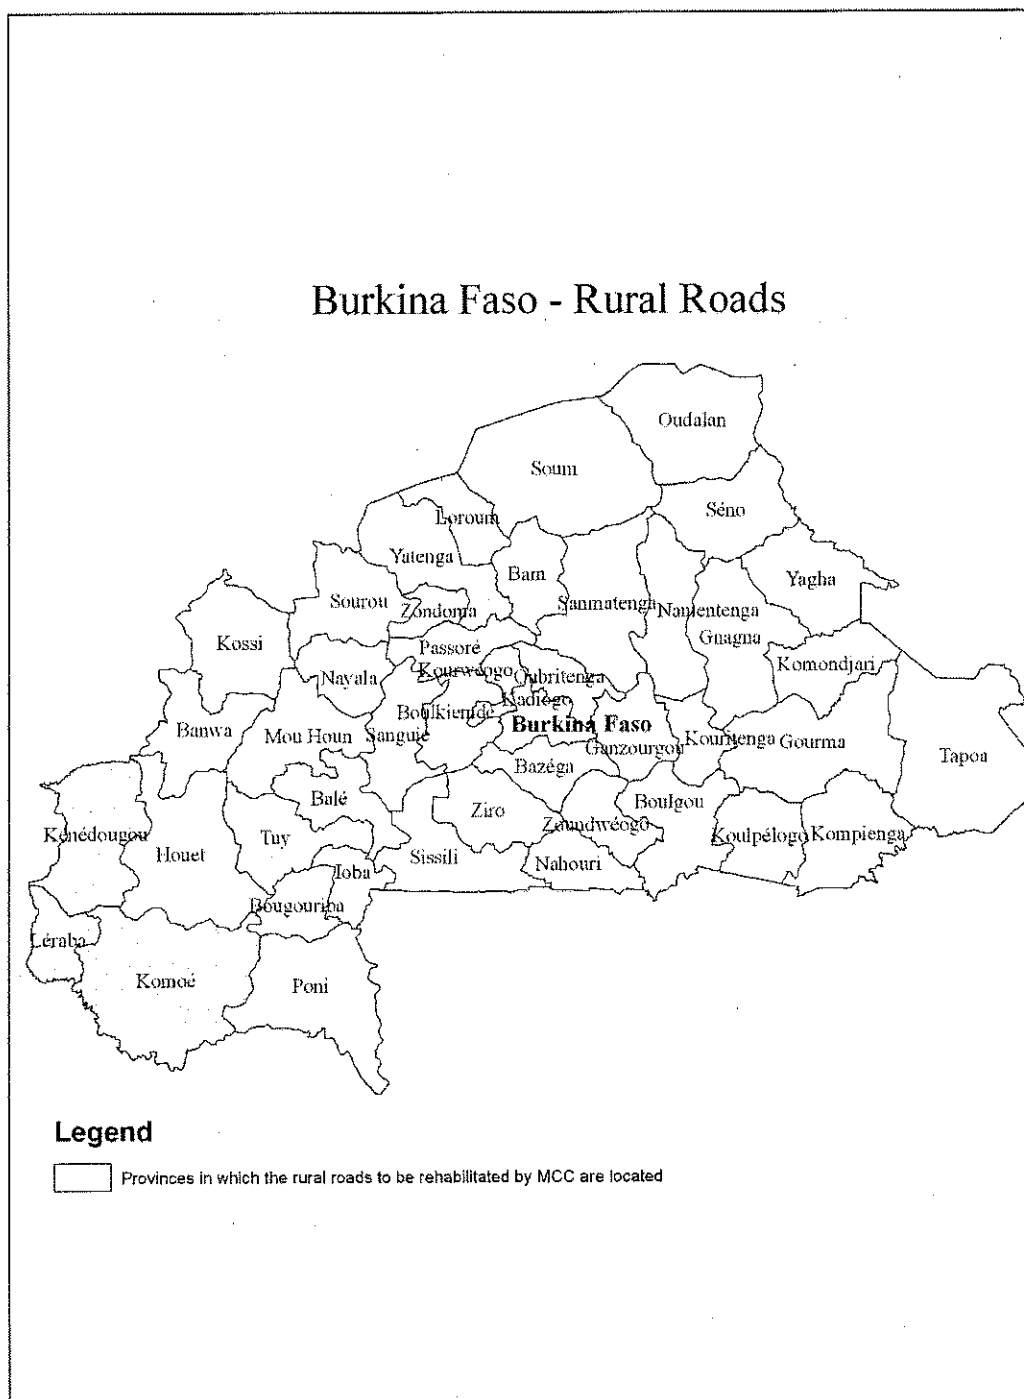 Burkina Faso - Rural Roads
Oudalan
Soum
Séno
Loroum
Yatenga
Bam
Yagha
Sourou
Zondoma
Sanmatenga
Namentenga
Gnagna
Kossi
Passoré
Komondjari
Nayala
Kourwéogo
Oubritenga
Kadiogo
Boulkiemdé
Banwa
Mou Houn
Sanguié
Burkina Faso
Ganzourgou
Kouritenga
Gourma
Tapoa
Bazéga
Balé
Ziro
Boulgou
Zoundwéogo
Kénédougou
Houet
Tuy
Koulpélogo
Kompienga
Sissili
Nahouri
Ioba
Bougouriba
Léraba
Komoé
Poni
Legend
Provinces in which the rural roads to be rehabilitated by MCC are located